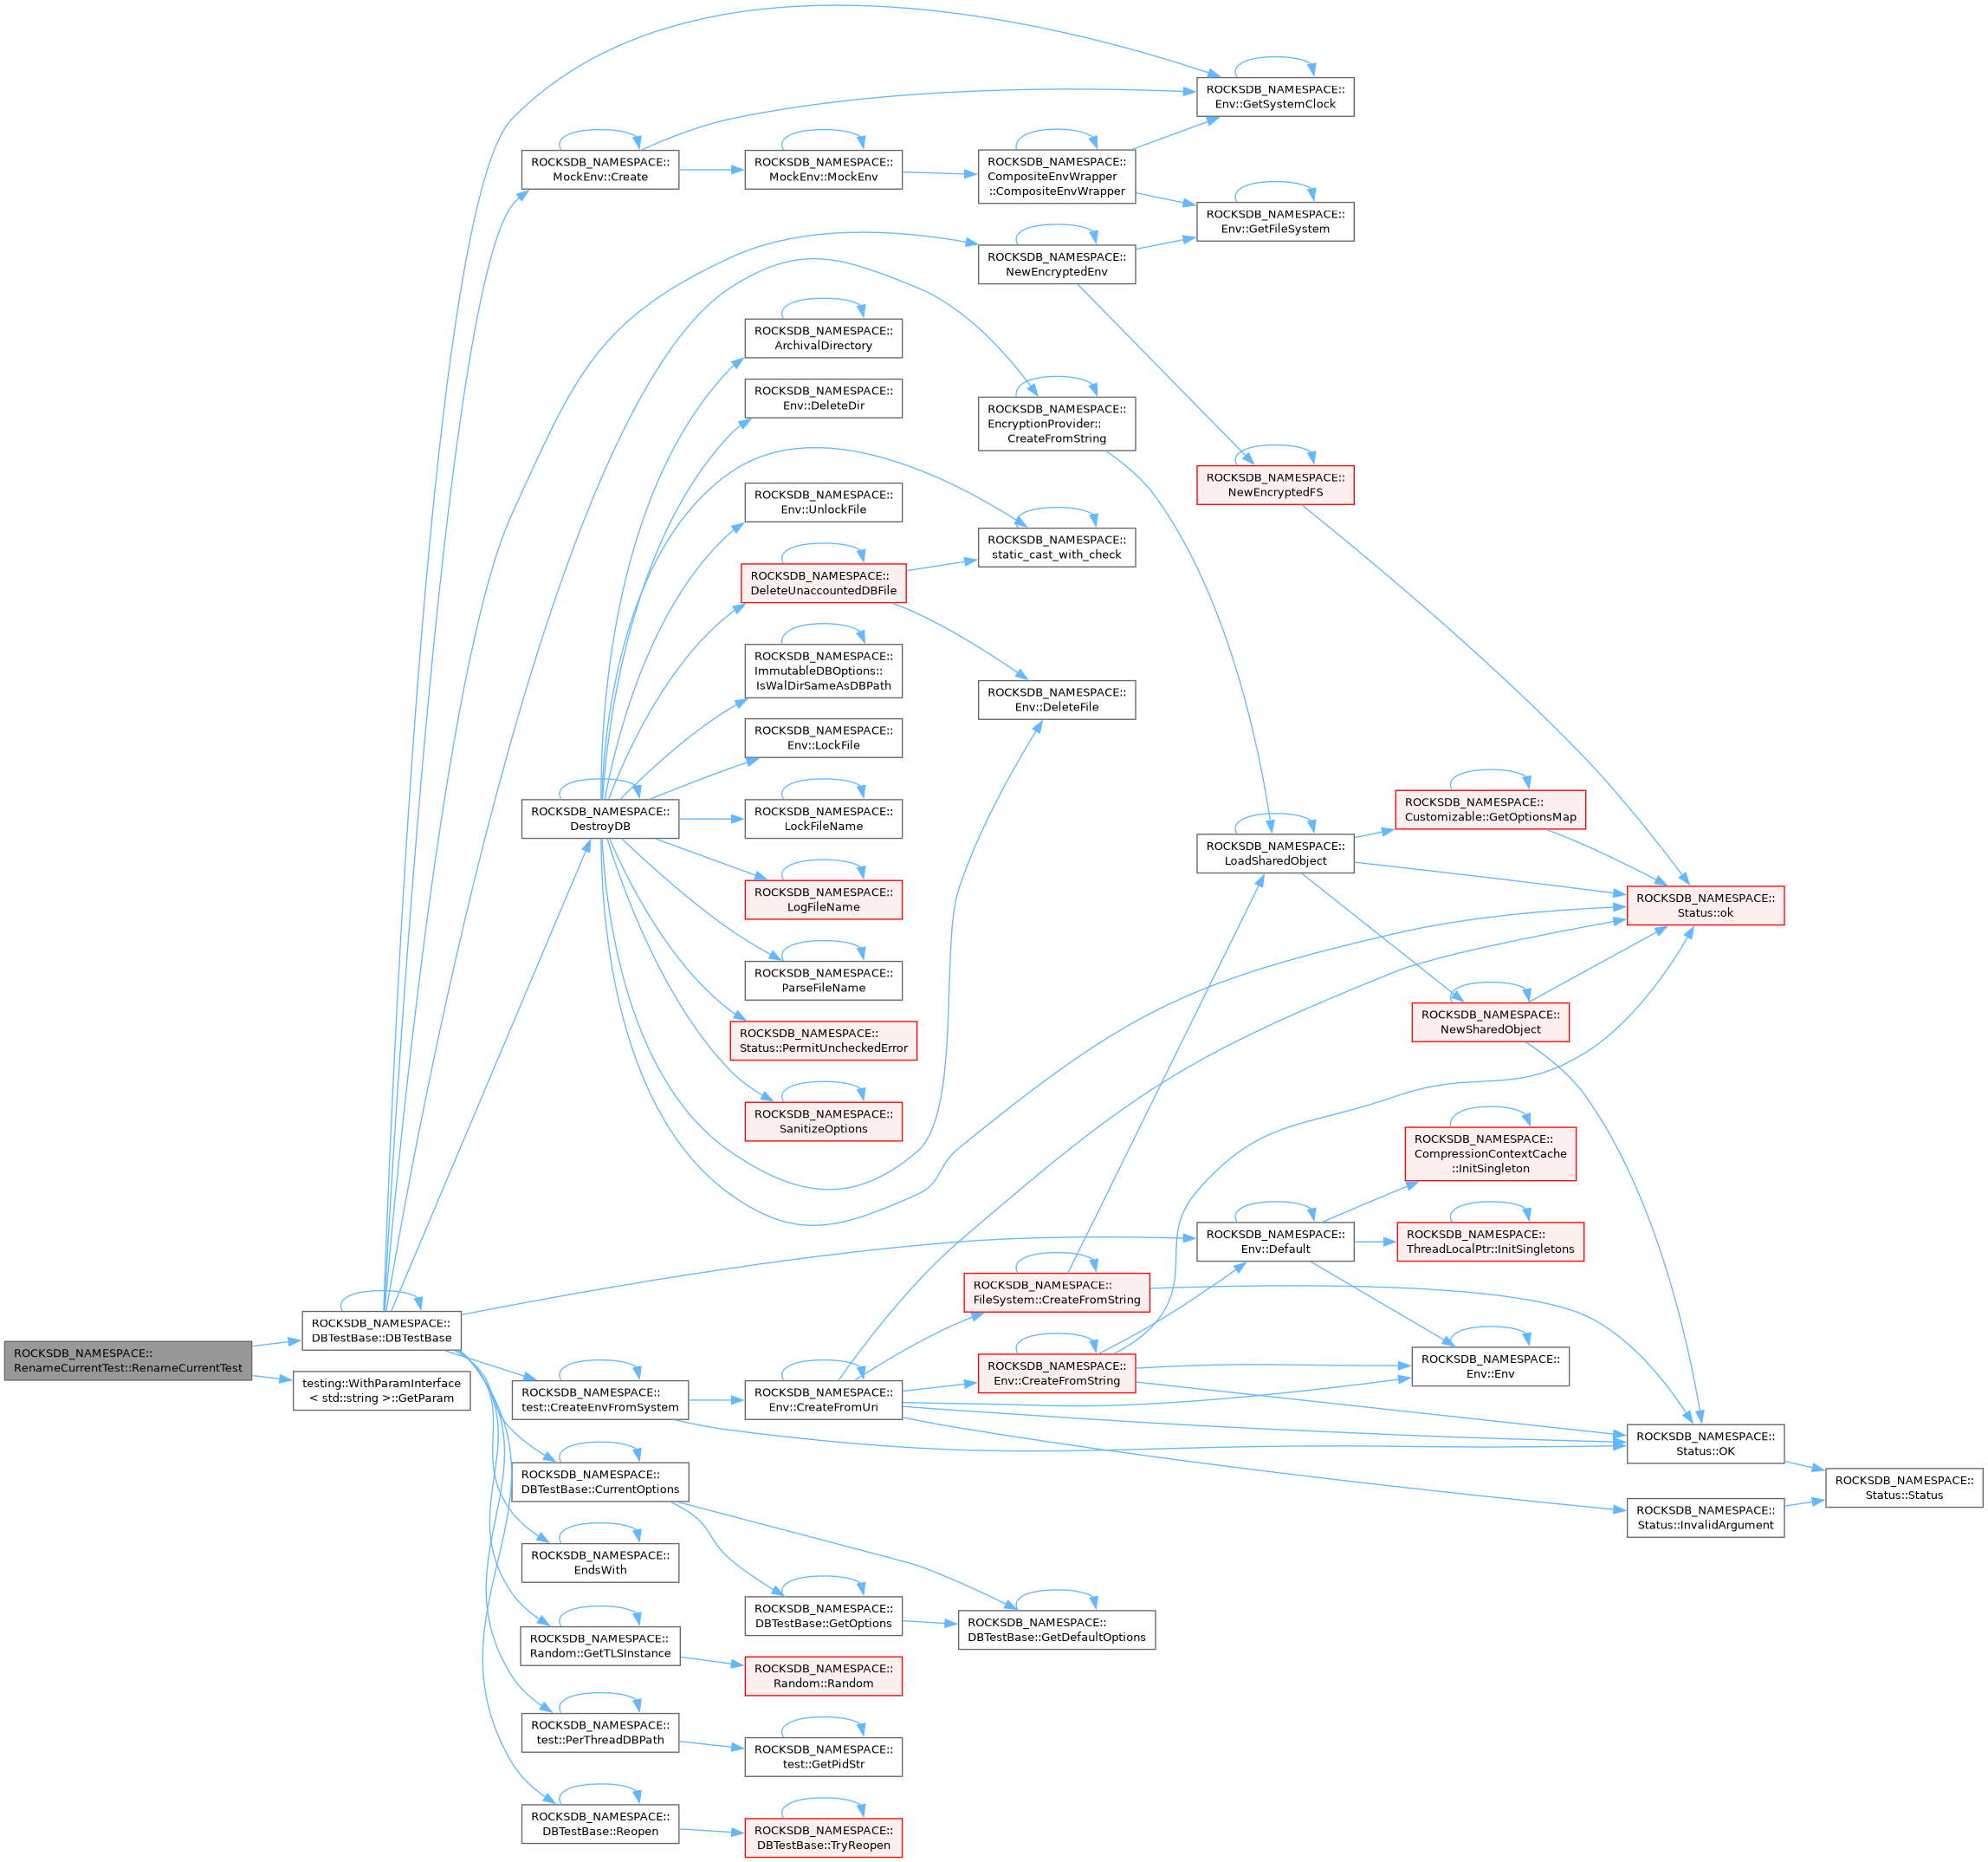 ROCKSDB_NAMESPACE::
RenameCurrentTest::RenameCurrentTest
ROCKSDB_NAMESPACE::
DBTestBase::DBTestBase
testing::WithParamInterface
< std::string >::GetParam
ROCKSDB_NAMESPACE::
MockEnv::Create
ROCKSDB_NAMESPACE::
DestroyDB
ROCKSDB_NAMESPACE::
test::CreateEnvFromSystem
ROCKSDB_NAMESPACE::
DBTestBase::CurrentOptions
ROCKSDB_NAMESPACE::
EndsWith
ROCKSDB_NAMESPACE::
Random::GetTLSInstance
ROCKSDB_NAMESPACE::
test::PerThreadDBPath
ROCKSDB_NAMESPACE::
DBTestBase::Reopen
ROCKSDB_NAMESPACE::
MockEnv::MockEnv
ROCKSDB_NAMESPACE::
ArchivalDirectory
ROCKSDB_NAMESPACE::
Env::DeleteDir
ROCKSDB_NAMESPACE::
Env::UnlockFile
ROCKSDB_NAMESPACE::
DeleteUnaccountedDBFile
ROCKSDB_NAMESPACE::
ImmutableDBOptions::
IsWalDirSameAsDBPath
ROCKSDB_NAMESPACE::
Env::LockFile
ROCKSDB_NAMESPACE::
LockFileName
ROCKSDB_NAMESPACE::
LogFileName
ROCKSDB_NAMESPACE::
ParseFileName
ROCKSDB_NAMESPACE::
Status::PermitUncheckedError
ROCKSDB_NAMESPACE::
SanitizeOptions
ROCKSDB_NAMESPACE::
Env::CreateFromUri
ROCKSDB_NAMESPACE::
DBTestBase::GetOptions
ROCKSDB_NAMESPACE::
Random::Random
ROCKSDB_NAMESPACE::
test::GetPidStr
ROCKSDB_NAMESPACE::
DBTestBase::TryReopen
ROCKSDB_NAMESPACE::
CompositeEnvWrapper
::CompositeEnvWrapper
ROCKSDB_NAMESPACE::
NewEncryptedEnv
ROCKSDB_NAMESPACE::
EncryptionProvider::
CreateFromString
ROCKSDB_NAMESPACE::
static_cast_with_check
ROCKSDB_NAMESPACE::
Env::DeleteFile
ROCKSDB_NAMESPACE::
FileSystem::CreateFromString
ROCKSDB_NAMESPACE::
Env::CreateFromString
ROCKSDB_NAMESPACE::
DBTestBase::GetDefaultOptions
ROCKSDB_NAMESPACE::
Env::GetSystemClock
ROCKSDB_NAMESPACE::
Env::GetFileSystem
ROCKSDB_NAMESPACE::
NewEncryptedFS
ROCKSDB_NAMESPACE::
LoadSharedObject
ROCKSDB_NAMESPACE::
Env::Default
ROCKSDB_NAMESPACE::
Customizable::GetOptionsMap
ROCKSDB_NAMESPACE::
NewSharedObject
ROCKSDB_NAMESPACE::
CompressionContextCache
::InitSingleton
ROCKSDB_NAMESPACE::
ThreadLocalPtr::InitSingletons
ROCKSDB_NAMESPACE::
Env::Env
ROCKSDB_NAMESPACE::
Status::ok
ROCKSDB_NAMESPACE::
Status::OK
ROCKSDB_NAMESPACE::
Status::InvalidArgument
ROCKSDB_NAMESPACE::
Status::Status